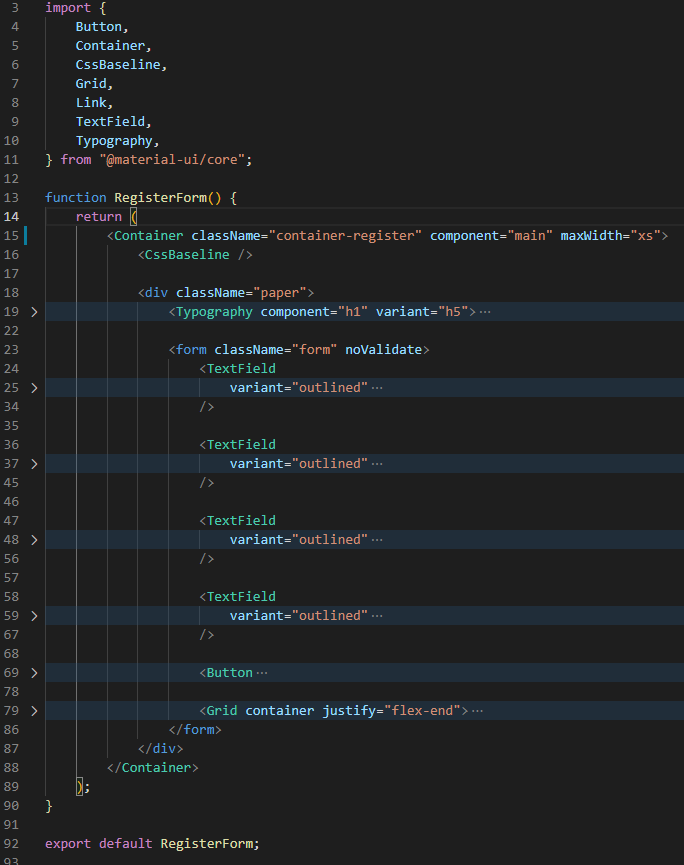 3 import {
4 Button,
5 Container,
6 CssBaseline,
7 Grid,
8 Link,
9 TextField,
10 Typography,
11 } from "@material-ui/core";
12
13 function RegisterForm() {
14 return (
15 <Container className="container-register" component="main" maxWidth="xs">
16 <CssBaseline />
17
18 <div className="paper">
19 <Typography component="h1" variant="h5">…
22
23 <form className="form" noValidate>
24 <TextField
25 variant="outlined"…
34 />
35
36 <TextField
37 variant="outlined"…
45 />
46
47 <TextField
48 variant="outlined"…
56 />
57
58 <TextField
59 variant="outlined"…
67 />
68
69 <Button…
78
79 <Grid container justify="flex-end">…
86 </form>
87 </div>
88 </Container>
89 );
90 }
91
92 export default RegisterForm;
93